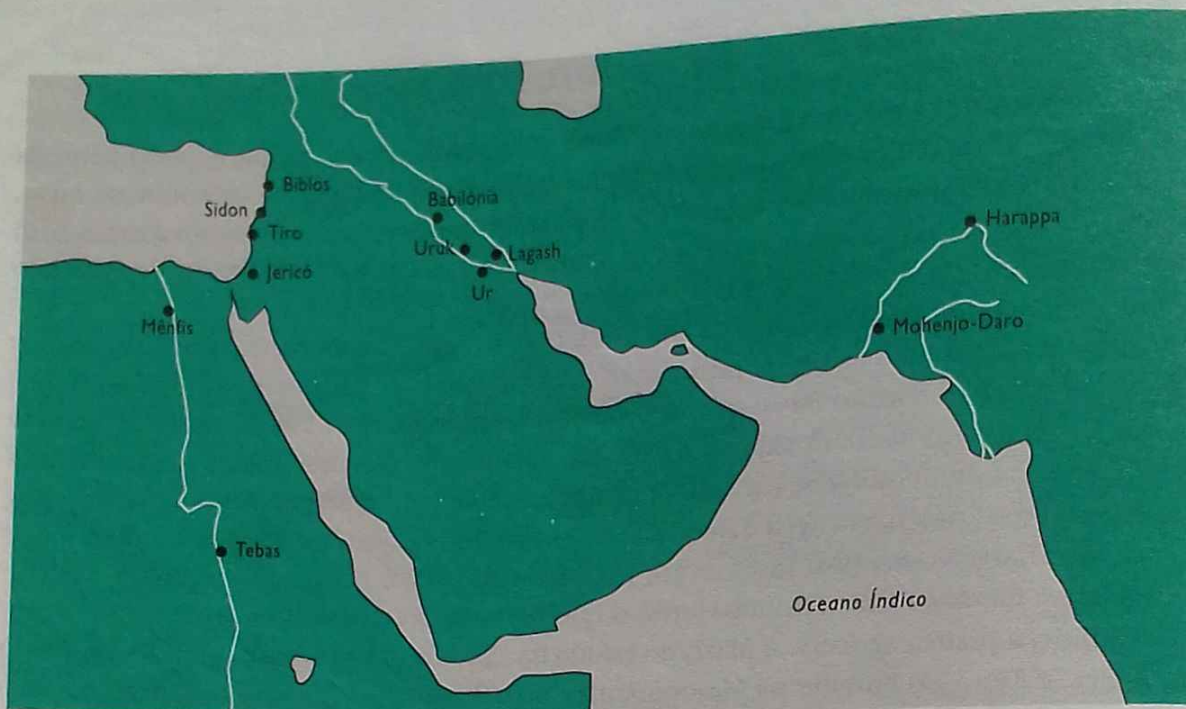 Biblos
Sidon
Tiro
Jericó
Mênfis
Tebas
Babilônia
Uruk
Lagash
Ur
Harappa
Mohenjo-Daro
Oceano Índico